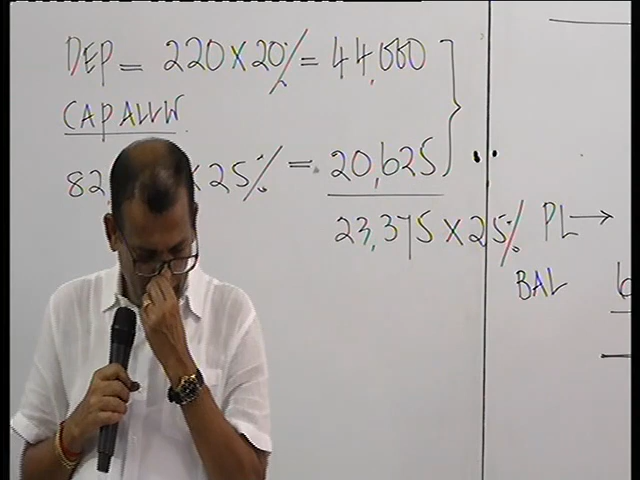 DEP = 220 X 20% = 44,000
CAP ALLW
82, X 25% = 20,625
23,375 X 25% PL →
BAL